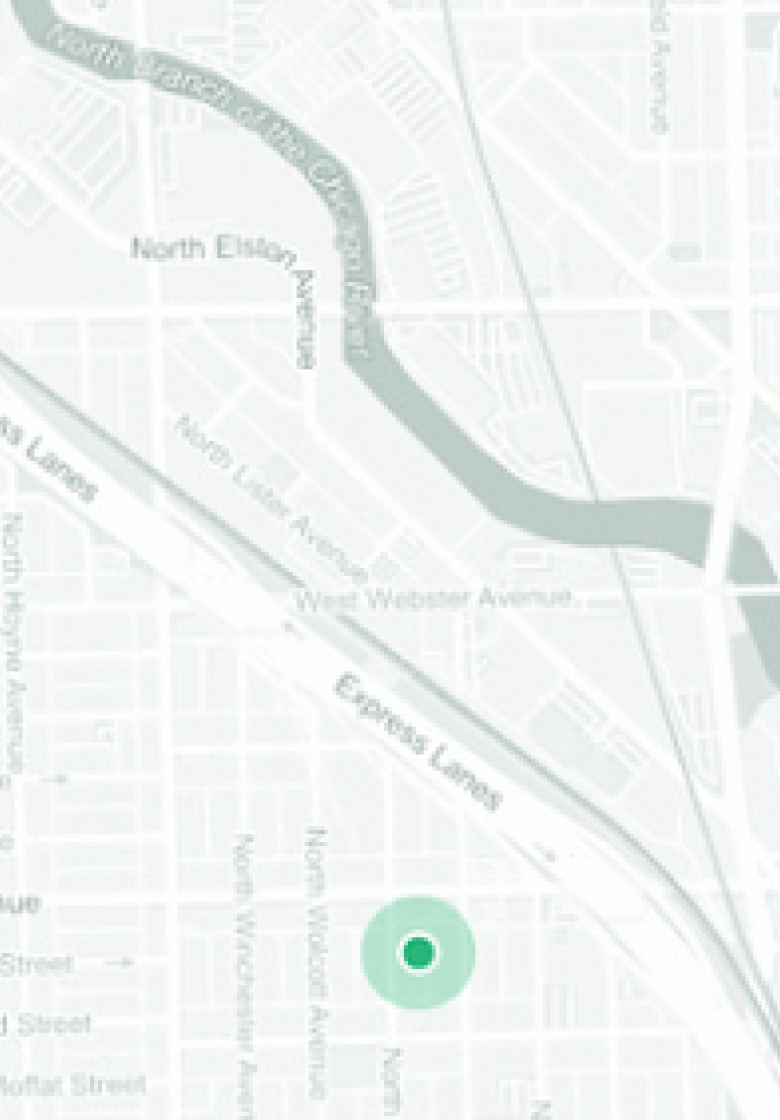 North Branch of the Chicago River
Avenue
North Elston Avenue
North Lister Avenue
Lanes
North Hoyne Avenue
West Webster Avenue
Express Lanes
North Winchester
North Wolcott Avenue
Street
Street
Moffat Street
North
N